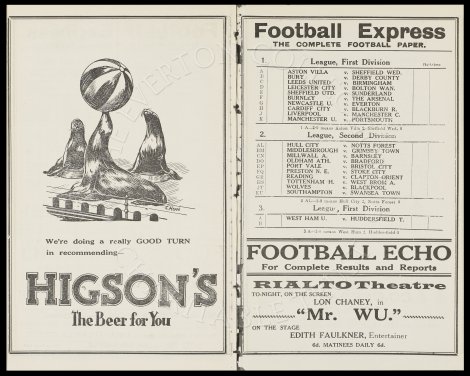 We're doing a really GOOD TURN
in recommending—
HIGSON'S
The Beer for You
Football Express
THE COMPLETE FOOTBALL PAPER.
1. League, First Division
A ASTON VILLA v. SHEFFIELD WED.
B BURY v. DERBY COUNTY
C LEEDS UNITED v. BIRMINGHAM
D LEICESTER CITY v. BOLTON WAN.
E SHEFFIELD UTD. v. SUNDERLAND
F BURNLEY v. THE ARSENAL
G NEWCASTLE U. v. EVERTON
H CARDIFF CITY v. BLACKBURN R.
J LIVERPOOL v. MANCHESTER C.
K MANCHESTER U. v. PORTSMOUTH
2. League, Second Division
HULL CITY v. NOTTS FOREST
MIDDLESBROUGH v. GRIMSBY TOWN
MILLWALL A. v. BARNSLEY
OLDHAM ATH. v. BRADFORD
PORT VALE v. BRISTOL CITY
PRESTON N. E. v. STOKE CITY
READING v. CLAPTON ORIENT
TOTTENHAM H. v. WEST BROM A.
WOLVES v. BLACKPOOL
SOUTHAMPTON v. SWANSEA TOWN
3. League, First Division
WEST HAM U. v. HUDDERSFIELD T.
FOOTBALL ECHO
For Complete Results and Reports
RIALTO Theatre
TO-NIGHT, ON THE SCREEN
LON CHANEY, in
"Mr. WU."
ON THE STAGE
EDITH FAULKNER, Entertainer
6d. MATINEES DAILY 6d.